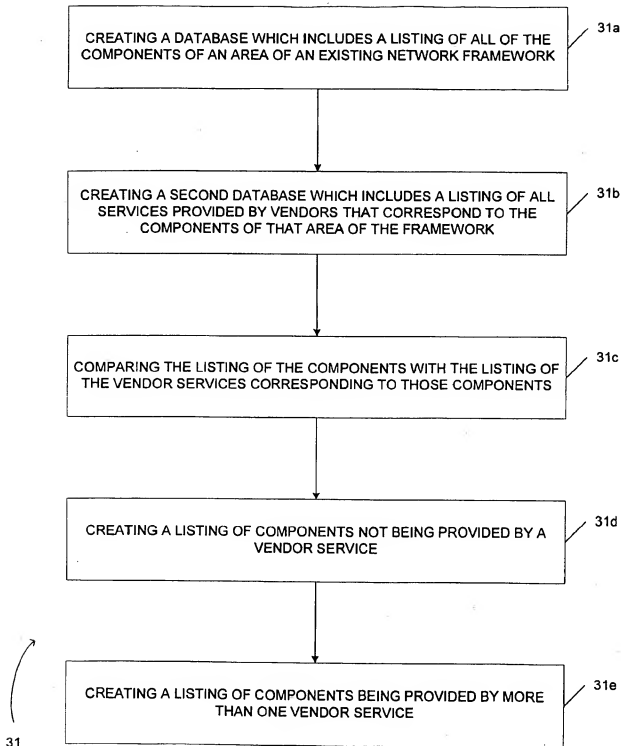 CREATING A DATABASE WHICH INCLUDES A LISTING OF ALL OF THE
COMPONENTS OF AN AREA OF AN EXISTING NETWORK FRAMEWORK
31a
CREATING A SECOND DATABASE WHICH INCLUDES A LISTING OF ALL
SERVICES PROVIDED BY VENDORS THAT CORRESPOND TO THE
COMPONENTS OF THAT AREA OF THE FRAMEWORK
31b
COMPARING THE LISTING OF THE COMPONENTS WITH THE LISTING OF
THE VENDOR SERVICES CORRESPONDING TO THOSE COMPONENTS
31c
CREATING A LISTING OF COMPONENTS NOT BEING PROVIDED BY A
VENDOR SERVICE
31d
CREATING A LISTING OF COMPONENTS BEING PROVIDED BY MORE
THAN ONE VENDOR SERVICE
31e
31